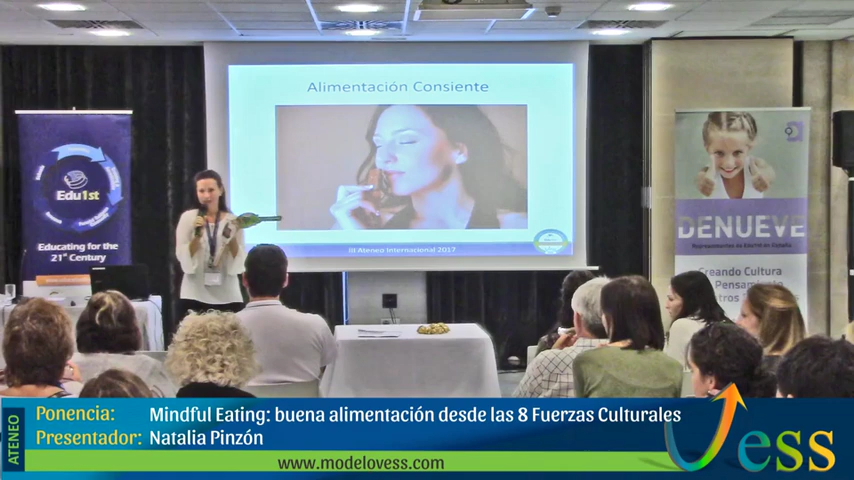 Alimentación Consiente
III Ateneo Internacional 2017
Edu1st
Educating for the
21st Century
DENUEVE
Creando Cultura
Pensamiento
ATENEO
Ponencia: Mindful Eating: buena alimentación desde las 8 Fuerzas Culturales
Presentador: Natalia Pinzón
www.modelovess.com
Vess